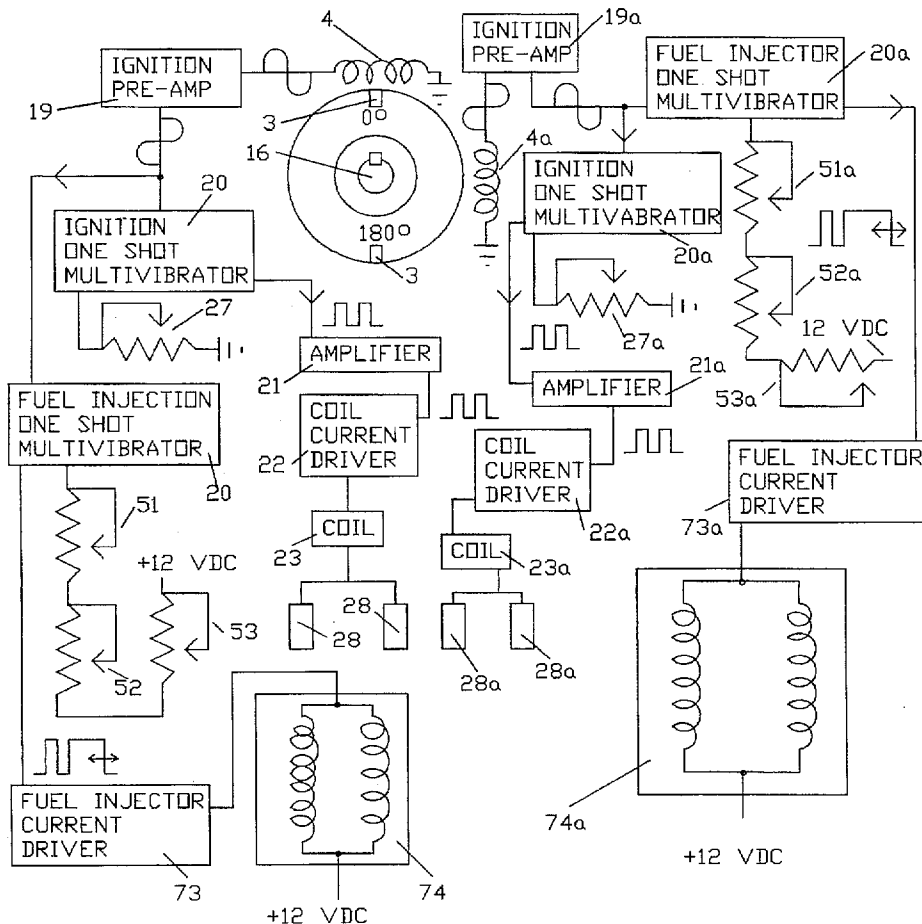 4
IGNITION
PRE-AMP
19
3
0°
16
180°
3
IGNITION
PRE-AMP
19a
4a
FUEL INJECTOR
ONE SHOT
MULTIVIBRATOR
20a
20
IGNITION
ONE SHOT
MULTIVIBRATOR
27
IGNITION
ONE SHOT
MULTIVABRATOR
20a
27a
51a
52a
12 VDC
53a
AMPLIFIER
21
AMPLIFIER
21a
FUEL INJECTION
ONE SHOT
MULTIVIBRATOR
20
COIL
CURRENT
DRIVER
22
COIL
CURRENT
DRIVER
22a
FUEL INJECTOR
CURRENT
DRIVER
73a
51
+12 VDC
53
52
COIL
23
28
28
COIL
23a
28a
28a
FUEL INJECTOR
CURRENT
DRIVER
73
74
+12 VDC
74a
+12 VDC